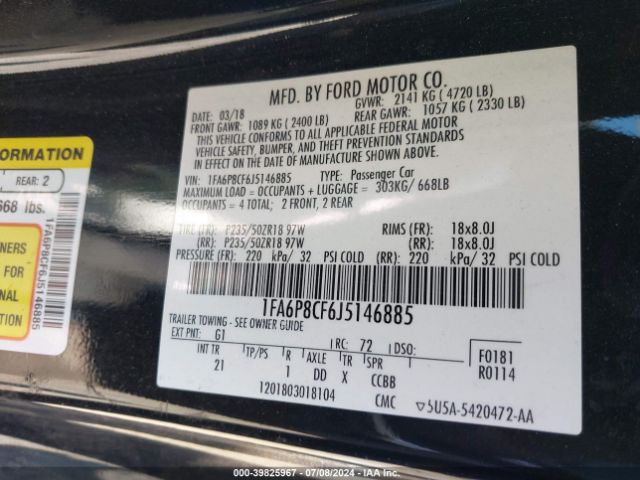 MFD. BY FORD MOTOR CO.
DATE: 03/18 GVWR: 2141 KG ( 4720 LB)
FRONT GAWR: 1089 KG ( 2400 LB) REAR GAWR: 1057 KG ( 2330 LB)
THIS VEHICLE CONFORMS TO ALL APPLICABLE FEDERAL MOTOR
VEHICLE SAFETY, BUMPER, AND THEFT PREVENTION STANDARDS
IN EFFECT ON THE DATE OF MANUFACTURE SHOWN ABOVE.
VIN: 1FA6P8CF6J5146885 TYPE: Passenger Car
MAXIMUM LOAD = OCCUPANTS + LUGGAGE = 303KG/ 668LB
OCCUPANTS = 4 TOTAL; 2 FRONT, 2 REAR
TIRE (FR): P235/50ZR18 97W RIMS (FR): 18x8.0J
(RR): P235/50ZR18 97W (RR): 18x8.0J
PRESSURE (FR): 220 kPa/ 32 PSI COLD (RR): 220 kPa/ 32 PSI COLD
1FA6P8CF6J5146885
TRAILER TOWING - SEE OWNER GUIDE
EXT PNT: G1 RC: 72 DSO: F0181
R0114
INT TR TP/PS R AXLE TR SPR
21 1 DD X CCBB
1201803018104 CMC 5U5A-5420472-AA
ORMATION
REAR: 2
668 lbs.
NERS
FOR
NAL
1FA6P8CF6J5146885
000-39825967 - 07/08/2024 - IAA Inc.